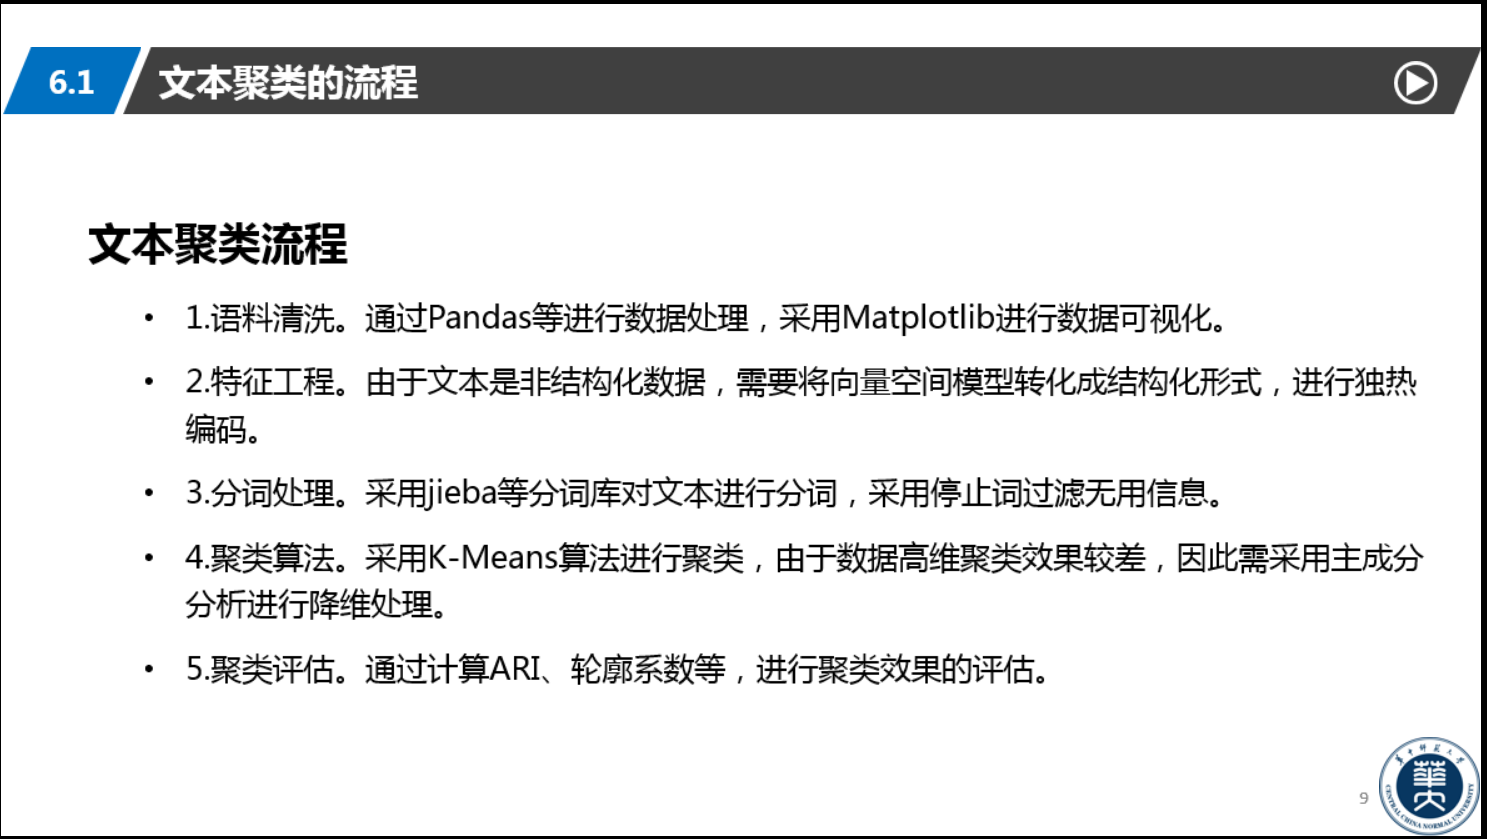 6.1 文本聚类的流程
文本聚类流程
• 1.语料清洗。通过Pandas等进行数据处理，采用Matplotlib进行数据可视化。
• 2.特征工程。由于文本是非结构化数据，需要将向量空间模型转化成结构化形式，进行独热
编码。
• 3.分词处理。采用jieba等分词库对文本进行分词，采用停止词过滤无用信息。
• 4.聚类算法。采用K-Means算法进行聚类，由于数据高维聚类效果较差，因此需采用主成分
分析进行降维处理。
• 5.聚类评估。通过计算ARI、轮廓系数等，进行聚类效果的评估。
9
华中师范大学
CENTRAL CHINA NORMAL UNIVERSITY